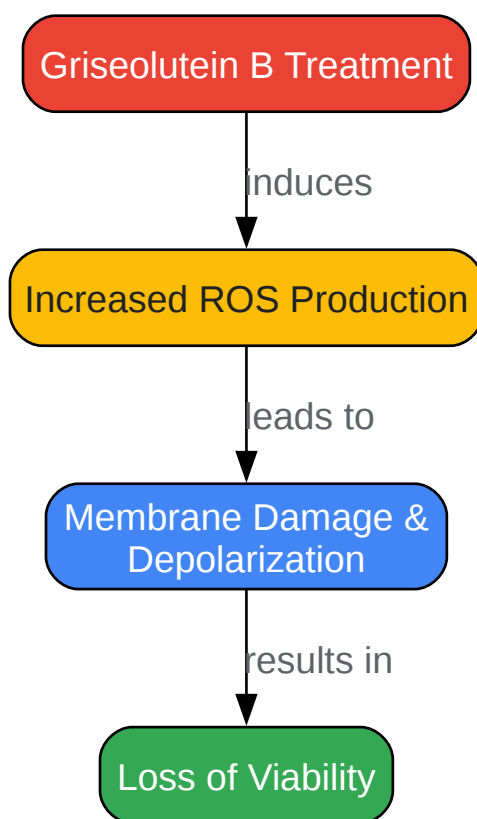 Griseolutein B Treatment
induces
Increased ROS Production
leads to
Membrane Damage &
Depolarization
results in
Loss of Viability